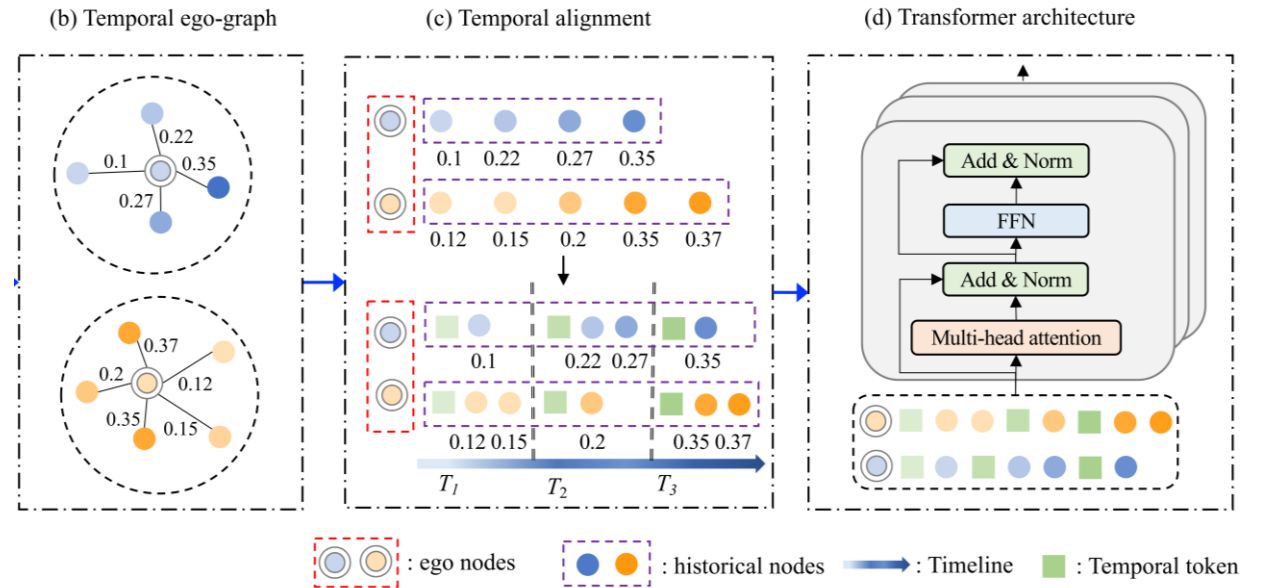 (b) Temporal ego-graph
(c) Temporal alignment
(d) Transformer architecture
0.22
0.1
0.35
0.27
0.37
0.2
0.12
0.35
0.15
0.1 0.22 0.27 0.35
0.12 0.15 0.2 0.35 0.37
0.1 0.22 0.27 0.35
0.12 0.15 0.2 0.35 0.37
T1 T2 T3
Add & Norm
FFN
Add & Norm
Multi-head attention
: ego nodes
: historical nodes
: Timeline
: Temporal token